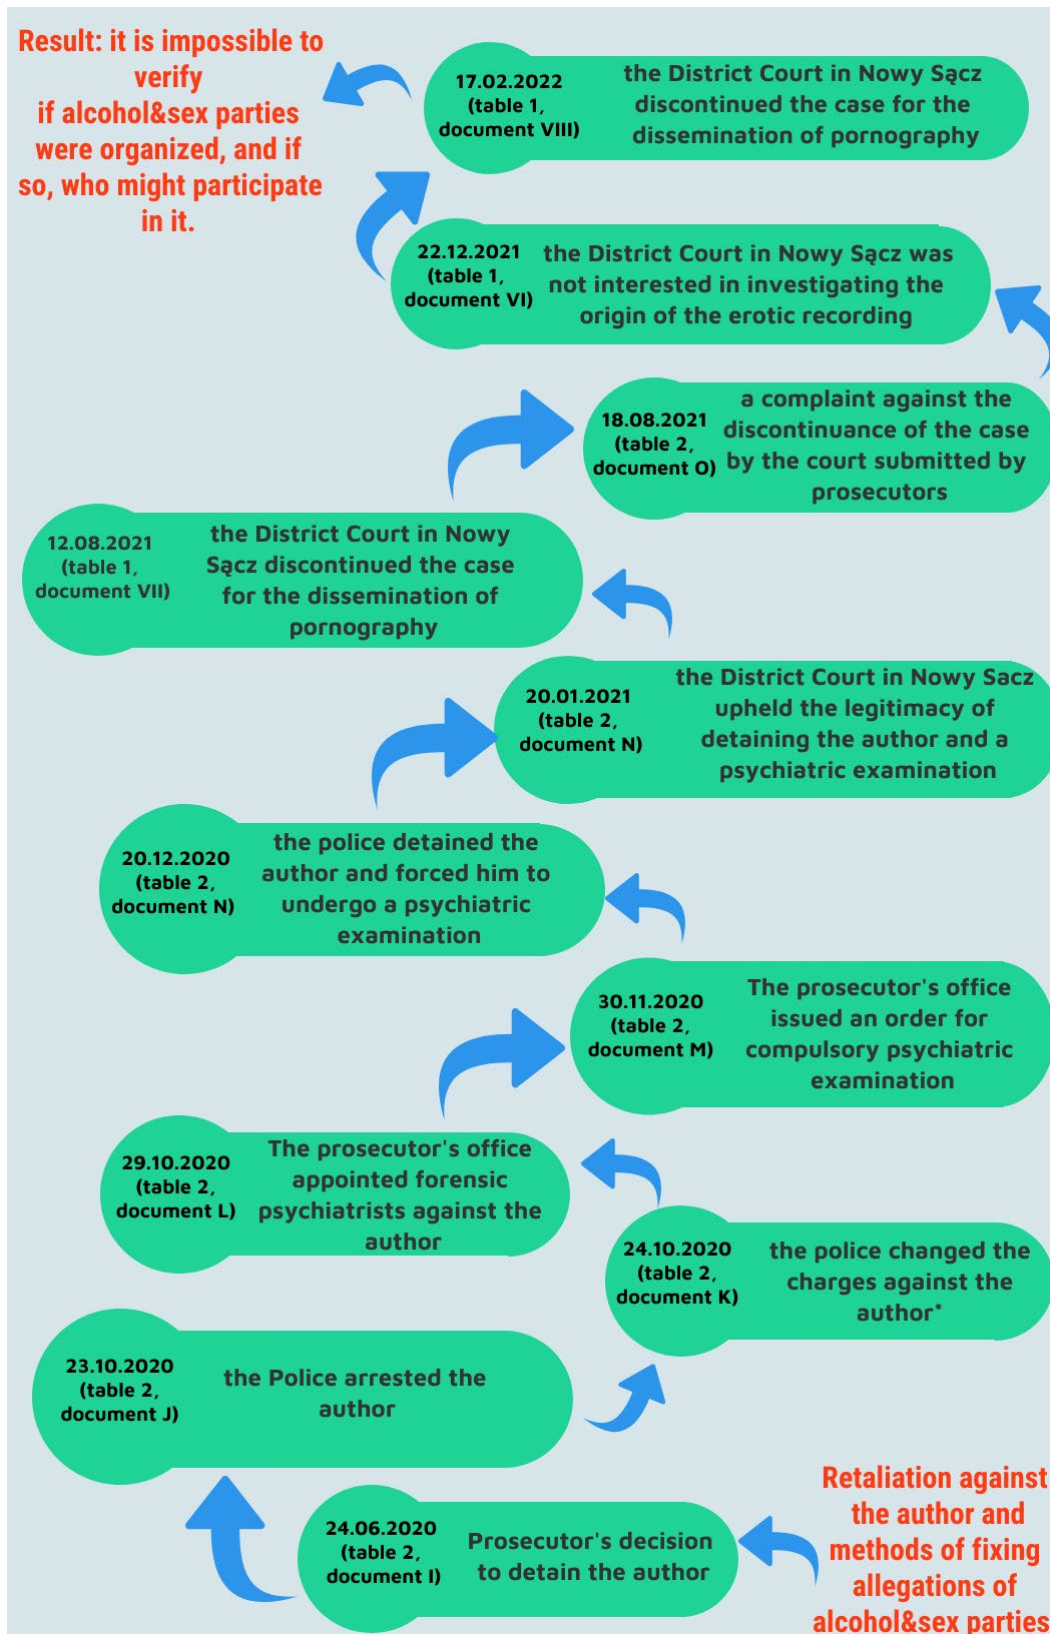 Result: it is impossible to
verify
if alcohol&sex parties
were organized, and if
so, who might participate
in it.
17.02.2022
(table 1,
document VIII)
the District Court in Nowy Sącz
discontinued the case for the
dissemination of pornography
22.12.2021
(table 1,
document VI)
the District Court in Nowy Sącz was
not interested in investigating the
origin of the erotic recording
18.08.2021
(table 2,
document O)
a complaint against the
discontinuance of the case
by the court submitted by
prosecutors
12.08.2021
(table 1,
document VII)
the District Court in Nowy
Sącz discontinued the case
for the dissemination of
pornography
20.01.2021
(table 2,
document N)
the District Court in Nowy Sacz
upheld the legitimacy of
detaining the author and a
psychiatric examination
20.12.2020
(table 2,
document N)
the police detained the
author and forced him to
undergo a psychiatric
examination
30.11.2020
(table 2,
document M)
The prosecutor's office
issued an order for
compulsory psychiatric
examination
29.10.2020
(table 2,
document L)
The prosecutor's office
appointed forensic
psychiatrists against the
author
24.10.2020
(table 2,
document K)
the police changed the
charges against the
author*
23.10.2020
(table 2,
document J)
the Police arrested the
author
24.06.2020
(table 2,
document I)
Prosecutor's decision
to detain the author
Retaliation against
the author and
methods of fixing
allegations of
alcohol&sex parties